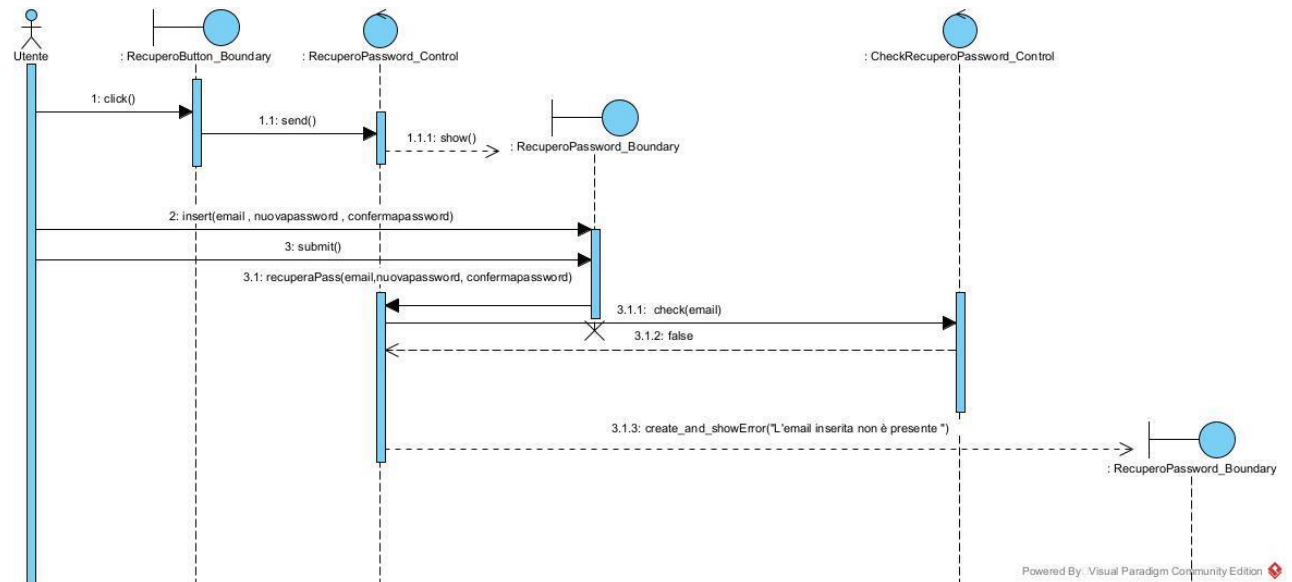 Utente
: RecuperoButton_Boundary
: RecuperoPassword_Control
: CheckRecuperoPassword_Control
1: click()
1.1: send()
1.1.1: show()
: RecuperoPassword_Boundary
2: insert(email , nuovapassword , confermapassword)
3: submit()
3.1: recuperaPass(email,nuovapassword, confermapassword)
3.1.1: check(email)
3.1.2: false
3.1.3: create_and_showError("L'email inserita non è presente ")
: RecuperoPassword_Boundary
Powered By Visual Paradigm Community Edition